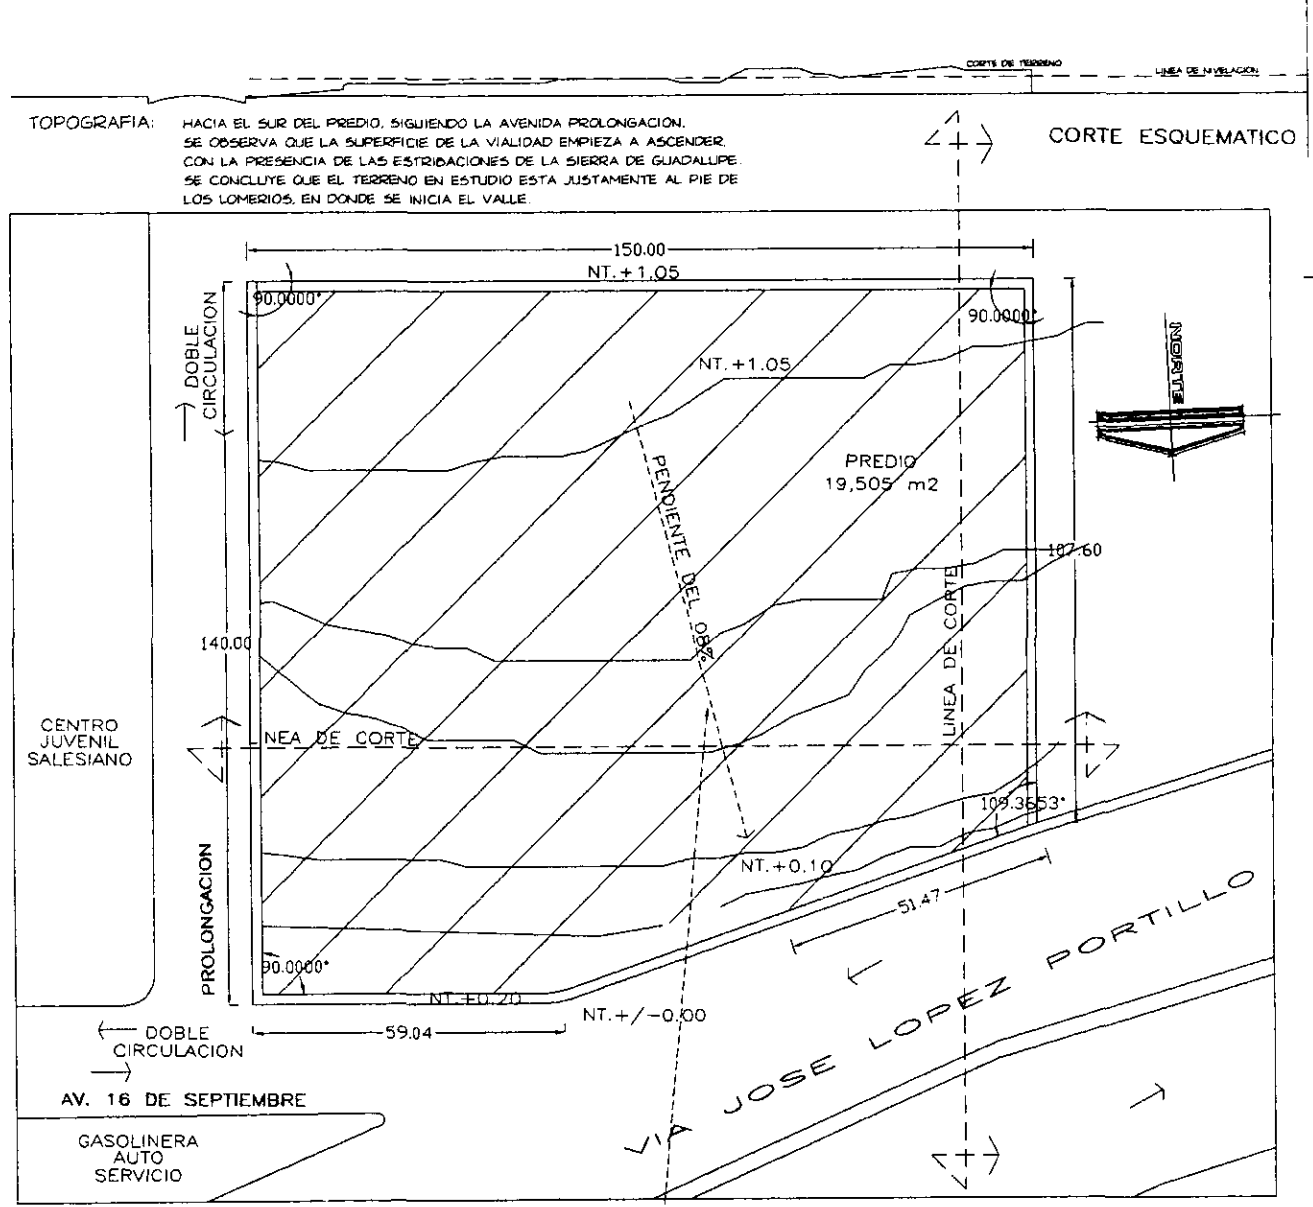 CORTE DE TERRENO
LINEA DE NIVELACION
TOPOGRAFIA:
HACIA EL SUR DEL PREDIO, SIGUIENDO LA AVENIDA PROLONGACION,
SE OBSERVA QUE LA SUPERFICIE DE LA VIALIDAD EMPIEZA A ASCENDER,
CON LA PRESENCIA DE LAS ESTRIBACIONES DE LA SIERRA DE GUADALUPE.
SE CONCLUYE QUE EL TERRENO EN ESTUDIO ESTA JUSTAMENTE AL PIE DE
LOS LOMERIOS, EN DONDE SE INICIA EL VALLE.
CORTE ESQUEMATICO
150.00
NT.+1.05
90.0000°
90.0000°
DOBLE
CIRCULACION
NORTE
NT.+1.05
PREDIO
19,505 m2
PENDIENTE DEL 08%
107.60
LINEA DE CORTE
140.00
CENTRO
JUVENIL
SALESIANO
NEA DE CORTE
109.3653°
PROLONGACION
NT.+0.10
51.47
90.0000°
NT.+0.20
NT.+/-0.00
59.04
DOBLE
CIRCULACION
AV. 16 DE SEPTIEMBRE
VIA JOSE LOPEZ PORTILLO
GASOLINERA
AUTO
SERVICIO